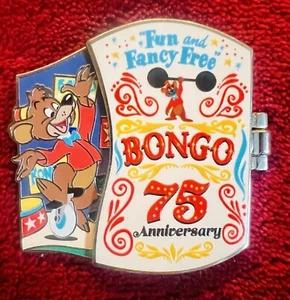 "Fun and
Fancy Free"
BONGO
75
Anniversary